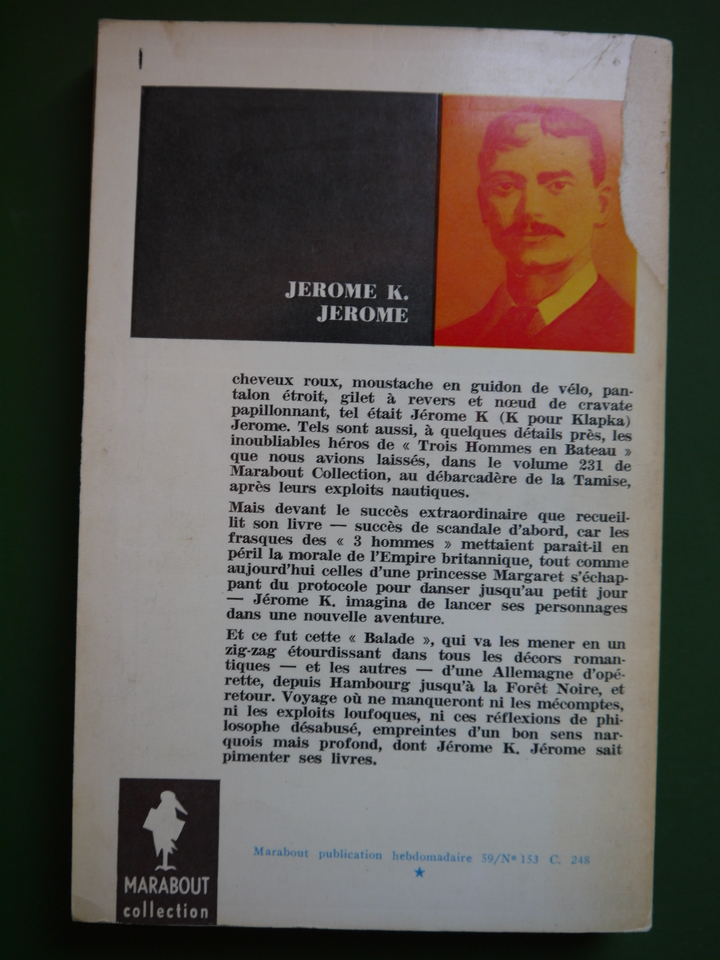 JEROME K.
JEROME
cheveux roux, moustache en guidon de vélo, pan-
talon étroit, gilet à revers et nœud de cravate
papillonnant, tel était Jérome K (K pour Klapka)
Jerome. Tels sont aussi, à quelques détails près, les
inoubliables héros de « Trois Hommes en Bateau »
que nous avions laissés, dans le volume 231 de
Marabout Collection, au débarcadère de la Tamise,
après leurs exploits nautiques.
Mais devant le succès extraordinaire que recueil-
lit son livre — succès de scandale d'abord, car les
frasques des « 3 hommes » mettaient paraît-il en
péril la morale de l'Empire britannique, tout comme
aujourd'hui celles d'une princesse Margaret s'échap-
pant du protocole pour danser jusqu'au petit jour
— Jérome K. imagina de lancer ses personnages
dans une nouvelle aventure.
Et ce fut cette « Balade », qui va les mener en un
zig-zag étourdissant dans tous les décors roman-
tiques — et les autres — d'une Allemagne d'opé-
rette, depuis Hambourg jusqu'à la Forêt Noire, et
retour. Voyage où ne manqueront ni les mécomptes,
ni les exploits loufoques, ni ces réflexions de phi-
losophe désabusé, empreintes d'un bon sens nar-
quois mais profond, dont Jérome K. Jérome sait
pimenter ses livres.
Marabout publication hebdomadaire 59/N° 153 C. 248
MARABOUT
collection